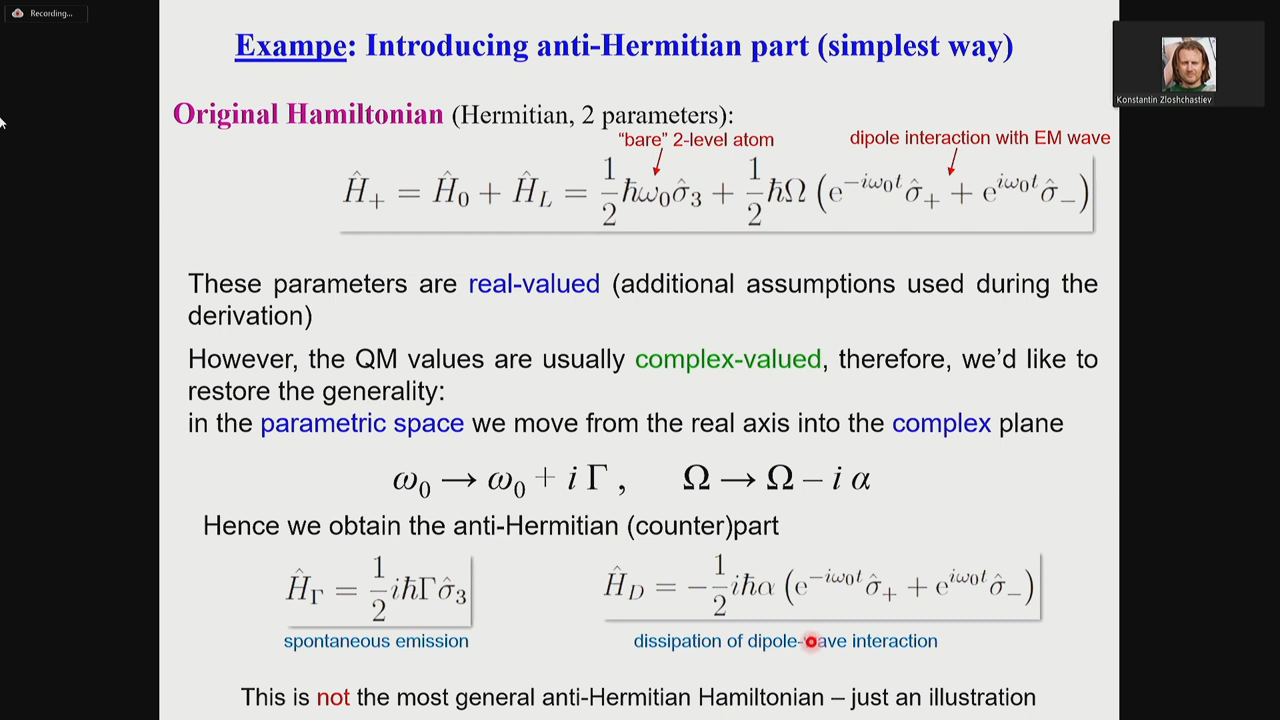 Recording...
Exampe: Introducing anti-Hermitian part (simplest way)
Konstantin Zloshchastiev
Original Hamiltonian (Hermitian, 2 parameters):
"bare" 2-level atom
dipole interaction with EM wave
Ĥ₊ = Ĥ₀ + Ĥ_L = 1/2 ħω₀σ̂₃ + 1/2 ħΩ (e^{−iω₀t} σ̂₊ + e^{iω₀t} σ̂₋)
These parameters are real-valued (additional assumptions used during the
derivation)
However, the QM values are usually complex-valued, therefore, we'd like to
restore the generality:
in the parametric space we move from the real axis into the complex plane
ω₀ → ω₀ + i Γ , Ω → Ω − i α
Hence we obtain the anti-Hermitian (counter)part
Ĥ_Γ = 1/2 iħΓσ̂₃
Ĥ_D = −1/2 iħα (e^{−iω₀t} σ̂₊ + e^{iω₀t} σ̂₋)
spontaneous emission
dissipation of dipole-wave interaction
This is not the most general anti-Hermitian Hamiltonian – just an illustration